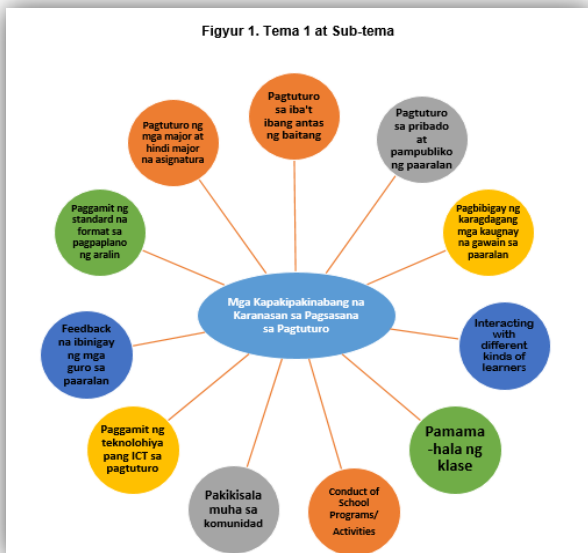 Figyur 1. Tema 1 at Sub-tema
Pagtuturo
sa iba't
ibang antas
ng baitang
Pagtuturo
sa pribado
at
pampubliko
ng paaralan
Pagbibigay ng
karagdagang
mga kaugnay
na gawain sa
paaralan
Interacting
with
different
kinds of
learners
Pamama
-hala ng
klase
Conduct of
School
Programs/
Activities
Pakikisala
muha sa
komunidad
Paggamit ng
teknolohiya
pang ICT sa
pagtuturo
Feedback
na ibinigay
ng mga
guro sa
paaralan
Paggamit ng
standard na
format sa
pagpaplano
ng aralin
Pagtuturo ng
mga major at
hindi major
na asignatura
Mga Kapakipakinabang na
Karanasan sa Pagsasana
sa Pagtuturo